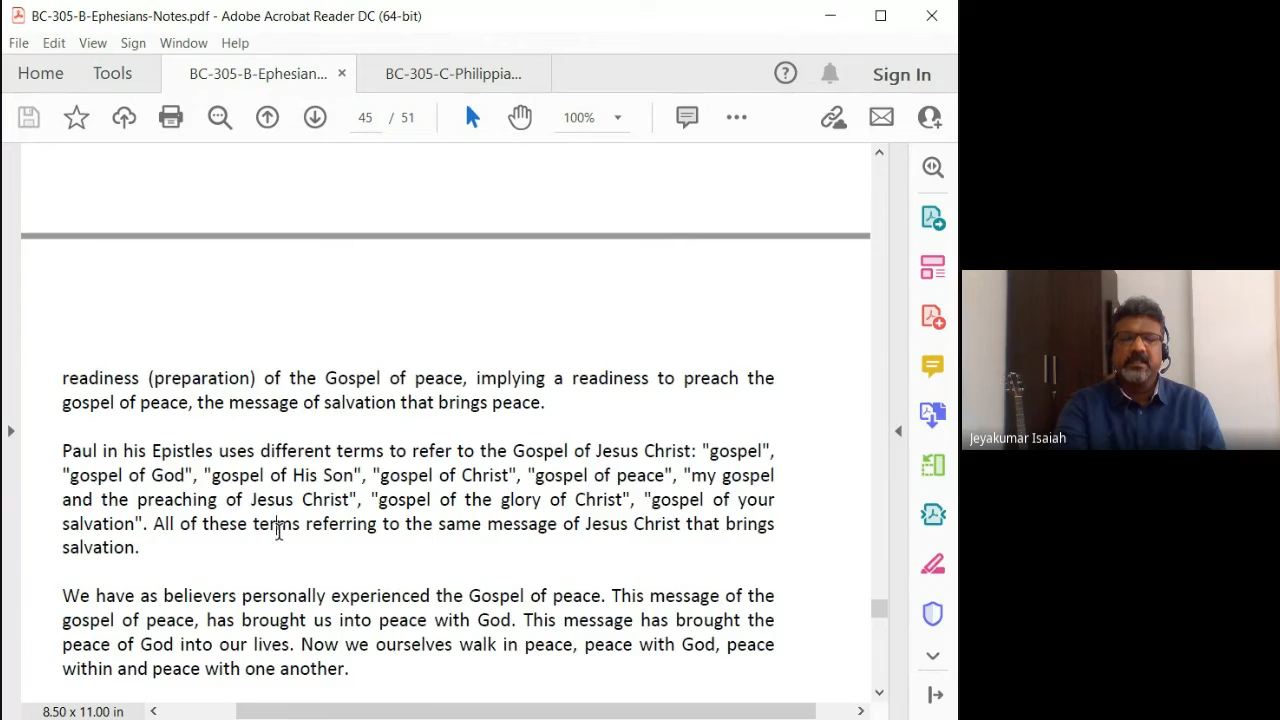 BC-305-B-Ephesians-Notes.pdf - Adobe Acrobat Reader DC (64-bit)
File Edit View Sign Window Help
Home Tools BC-305-B-Ephesian... × BC-305-C-Philippia... Sign In
45 / 51 100%
readiness (preparation) of the Gospel of peace, implying a readiness to preach the
gospel of peace, the message of salvation that brings peace.
Paul in his Epistles uses different terms to refer to the Gospel of Jesus Christ: "gospel",
"gospel of God", "gospel of His Son", "gospel of Christ", "gospel of peace", "my gospel
and the preaching of Jesus Christ", "gospel of the glory of Christ", "gospel of your
salvation". All of these terms referring to the same message of Jesus Christ that brings
salvation.
We have as believers personally experienced the Gospel of peace. This message of the
gospel of peace, has brought us into peace with God. This message has brought the
peace of God into our lives. Now we ourselves walk in peace, peace with God, peace
within and peace with one another.
8.50 x 11.00 in
Jeyakumar Isaiah